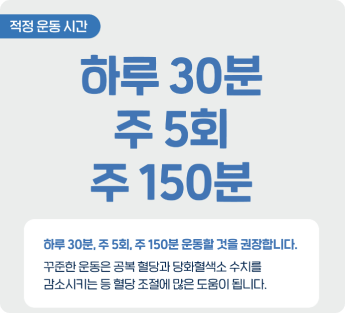 적정 운동 시간
하루 30분
주 5회
주 150분
하루 30분, 주 5회, 주 150분 운동할 것을 권장합니다.
꾸준한 운동은 공복 혈당과 당화혈색소 수치를
감소시키는 등 혈당 조절에 많은 도움이 됩니다.